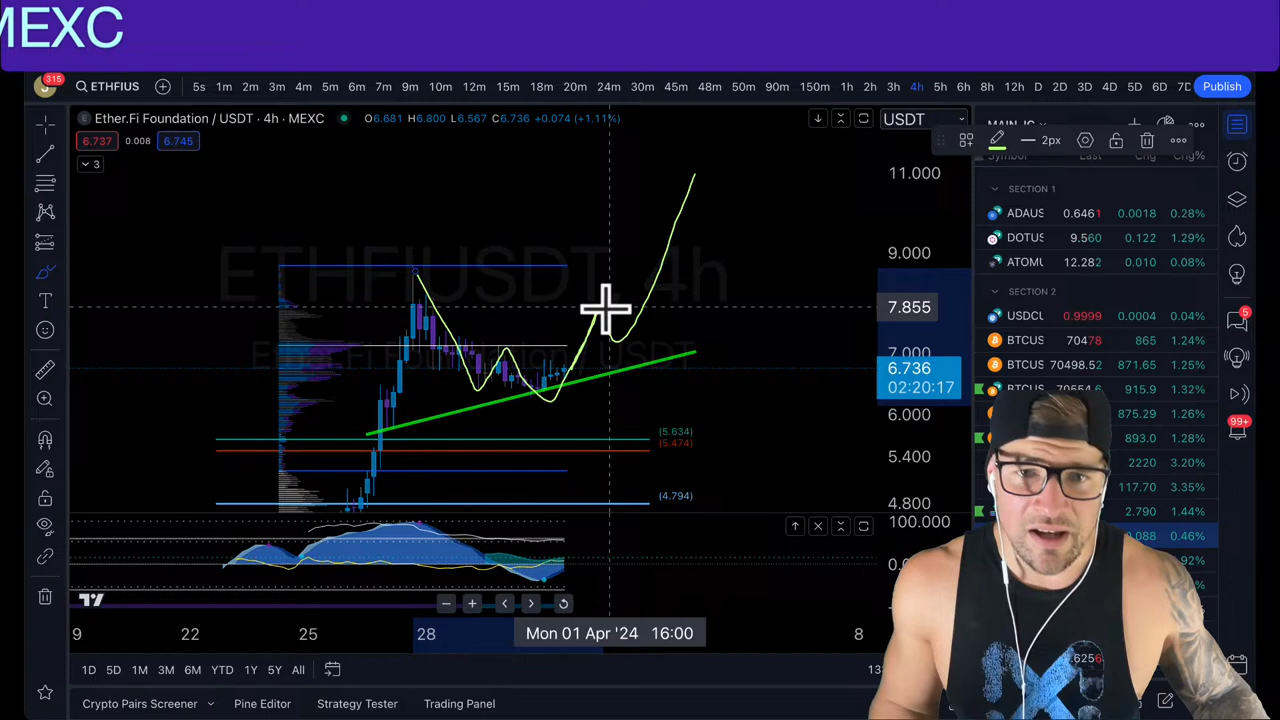 MEXC
315
ETHFIUS
5s 1m 2m 3m 4m 5m 6m 7m 9m 10m 12m 15m 18m 20m 24m 30m 45m 48m 50m 90m 150m 1h 2h 3h 4h 5h 6h 8h 12h D 2D 3D 4D 5D 6D 7D
Publish
Ether.Fi Foundation / USDT · 4h · MEXC
O6.681 H6.800 L6.567 C6.736 +0.074 (+1.11%)
USDT
2px
6.737
0.008
6.745
3
Symbol Last Chg Chg%
SECTION 1
ADAUS 0.6461 0.0018 0.28%
DOTUS 9.560 0.122 1.29%
ATOMU 12.282 0.010 0.08%
SECTION 2
USDCU 0.9999 0.0004 0.04%
BTCUS 70478 865 1.24%
BTCUS 70498.52 871.65 1.25%
BTCUS 70554.6 915.9 1.32%
875.29 1.26%
893.0 1.28%
2220 3.20%
117.70 3.35%
2.790 1.44%
0.088 0.46%
ETHFIUSDT, 4h
Ether.Fi Foundation / USDT
11.000
9.000
7.855
7.000
6.736
02:20:17
6.000
5.400
4.800
(5.634)
(5.474)
(4.794)
100.000
22
25
28
Mon 01 Apr '24 16:00
8
1D 5D 1M 3M 6M YTD 1Y 5Y All
Crypto Pairs Screener
Pine Editor
Strategy Tester
Trading Panel
5
99+